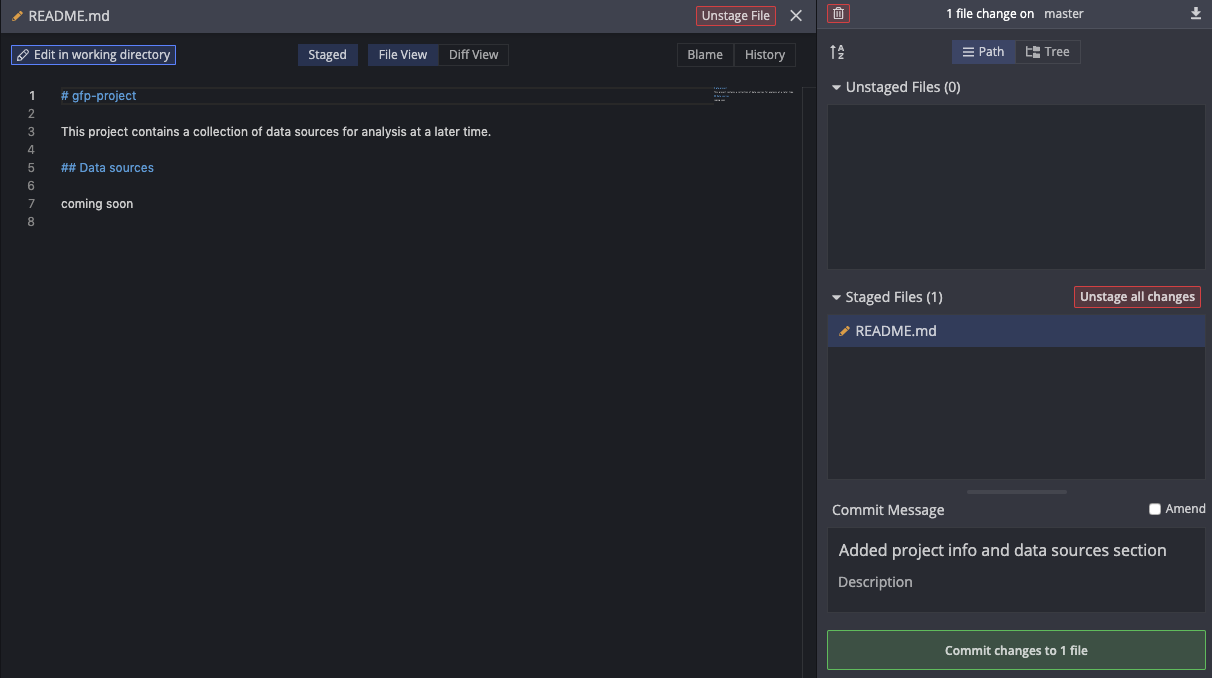 README.md
Unstage File
Edit in working directory
Staged
File View
Diff View
Blame
History
1 # gfp-project
2
3 This project contains a collection of data sources for analysis at a later time.
4
5 ## Data sources
6
7 coming soon
8
1 file change on master
Path
Tree
Unstaged Files (0)
Staged Files (1)
Unstage all changes
README.md
Commit Message
Amend
Added project info and data sources section
Description
Commit changes to 1 file